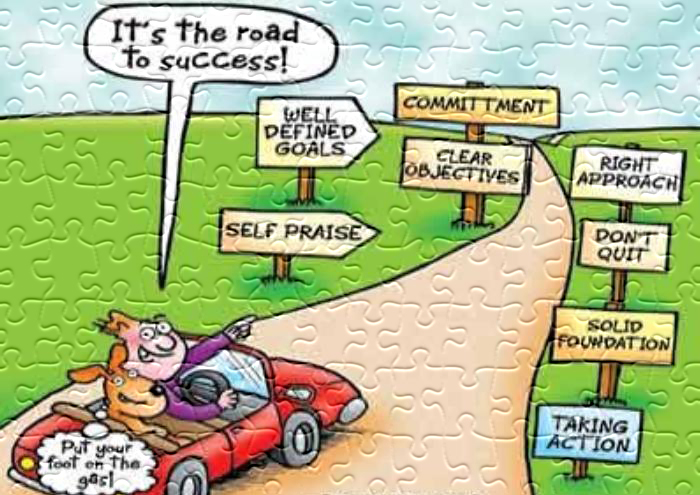 It's the road
to success!
WELL
DEFINED
GOALS
COMMITTMENT
CLEAR
OBJECTIVES
SELF PRAISE
RIGHT
APPROACH
DON'T
QUIT
SOLID
FOUNDATION
TAKING
ACTION
Put your
foot on the
gas!